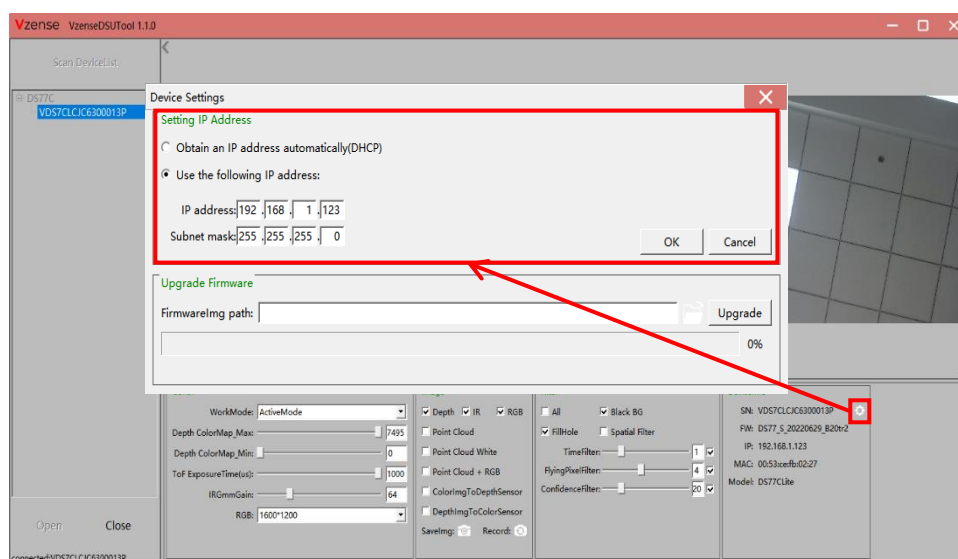 Vzense VzenseDSUTool 1.1.0
Scan DeviceList
DS77C
VDS7CLCJC6300013P
Device Settings
Setting IP Address
Obtain an IP address automatically(DHCP)
Use the following IP address:
IP address: 192 . 168 . 1 . 123
Subnet mask: 255 . 255 . 255 . 0
OK Cancel
Upgrade Firmware
FirmwareImg path: Upgrade
0%
WorkMode: ActiveMode
Depth ColorMap_Max: 7495
Depth ColorMap_Min: 0
ToF ExposureTime(us): 1000
IRGmmGain: 64
RGB: 1600*1200
Depth IR RGB
Point Cloud
Point Cloud White
Point Cloud + RGB
ColorImgToDepthSensor
DepthImgToColorSensor
SaveImg: Record:
All Black BG
FillHole Spatial Filter
TimeFilter: 1
FlyingPixelFilter: 4
ConfidenceFilter: 20
SN: VDS7CLCJC6300013P
FW: DS77_S_20220629_B20tr2
IP: 192.168.1.123
MAC: 00:53:ce:fb:02:27
Model: DS77CLite
Open Close
connected:VDS7CLCJC6300013P